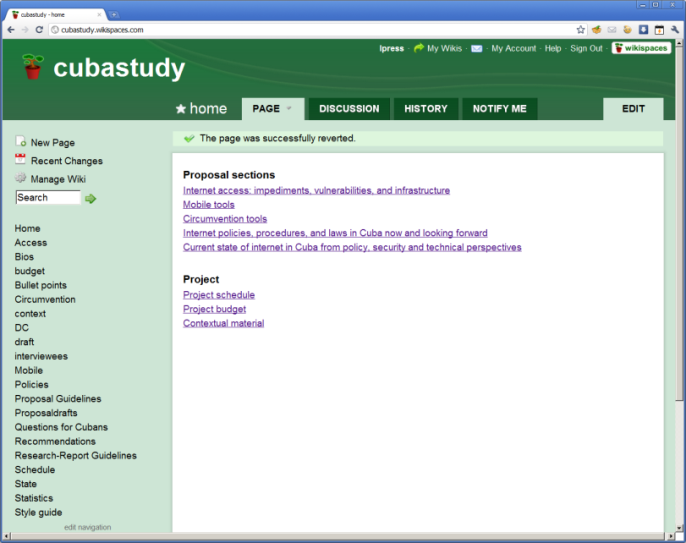 cubastudy - home
cubastudy.wikispaces.com
lpress · My Wikis · · My Account · Help · Sign Out · wikispaces
cubastudy
home PAGE DISCUSSION HISTORY NOTIFY ME EDIT
The page was successfully reverted.
New Page
Recent Changes
Manage Wiki
Search
Home
Access
Bios
budget
Bullet points
Circumvention
context
DC
draft
interviewees
Mobile
Policies
Proposal Guidelines
Proposaldrafts
Questions for Cubans
Recommendations
Research-Report Guidelines
Schedule
State
Statistics
Style guide
edit navigation
Proposal sections
Internet access: impediments, vulnerabilities, and infrastructure
Mobile tools
Circumvention tools
Internet policies, procedures, and laws in Cuba now and looking forward
Current state of internet in Cuba from policy, security and technical perspectives
Project
Project schedule
Project budget
Contextual material